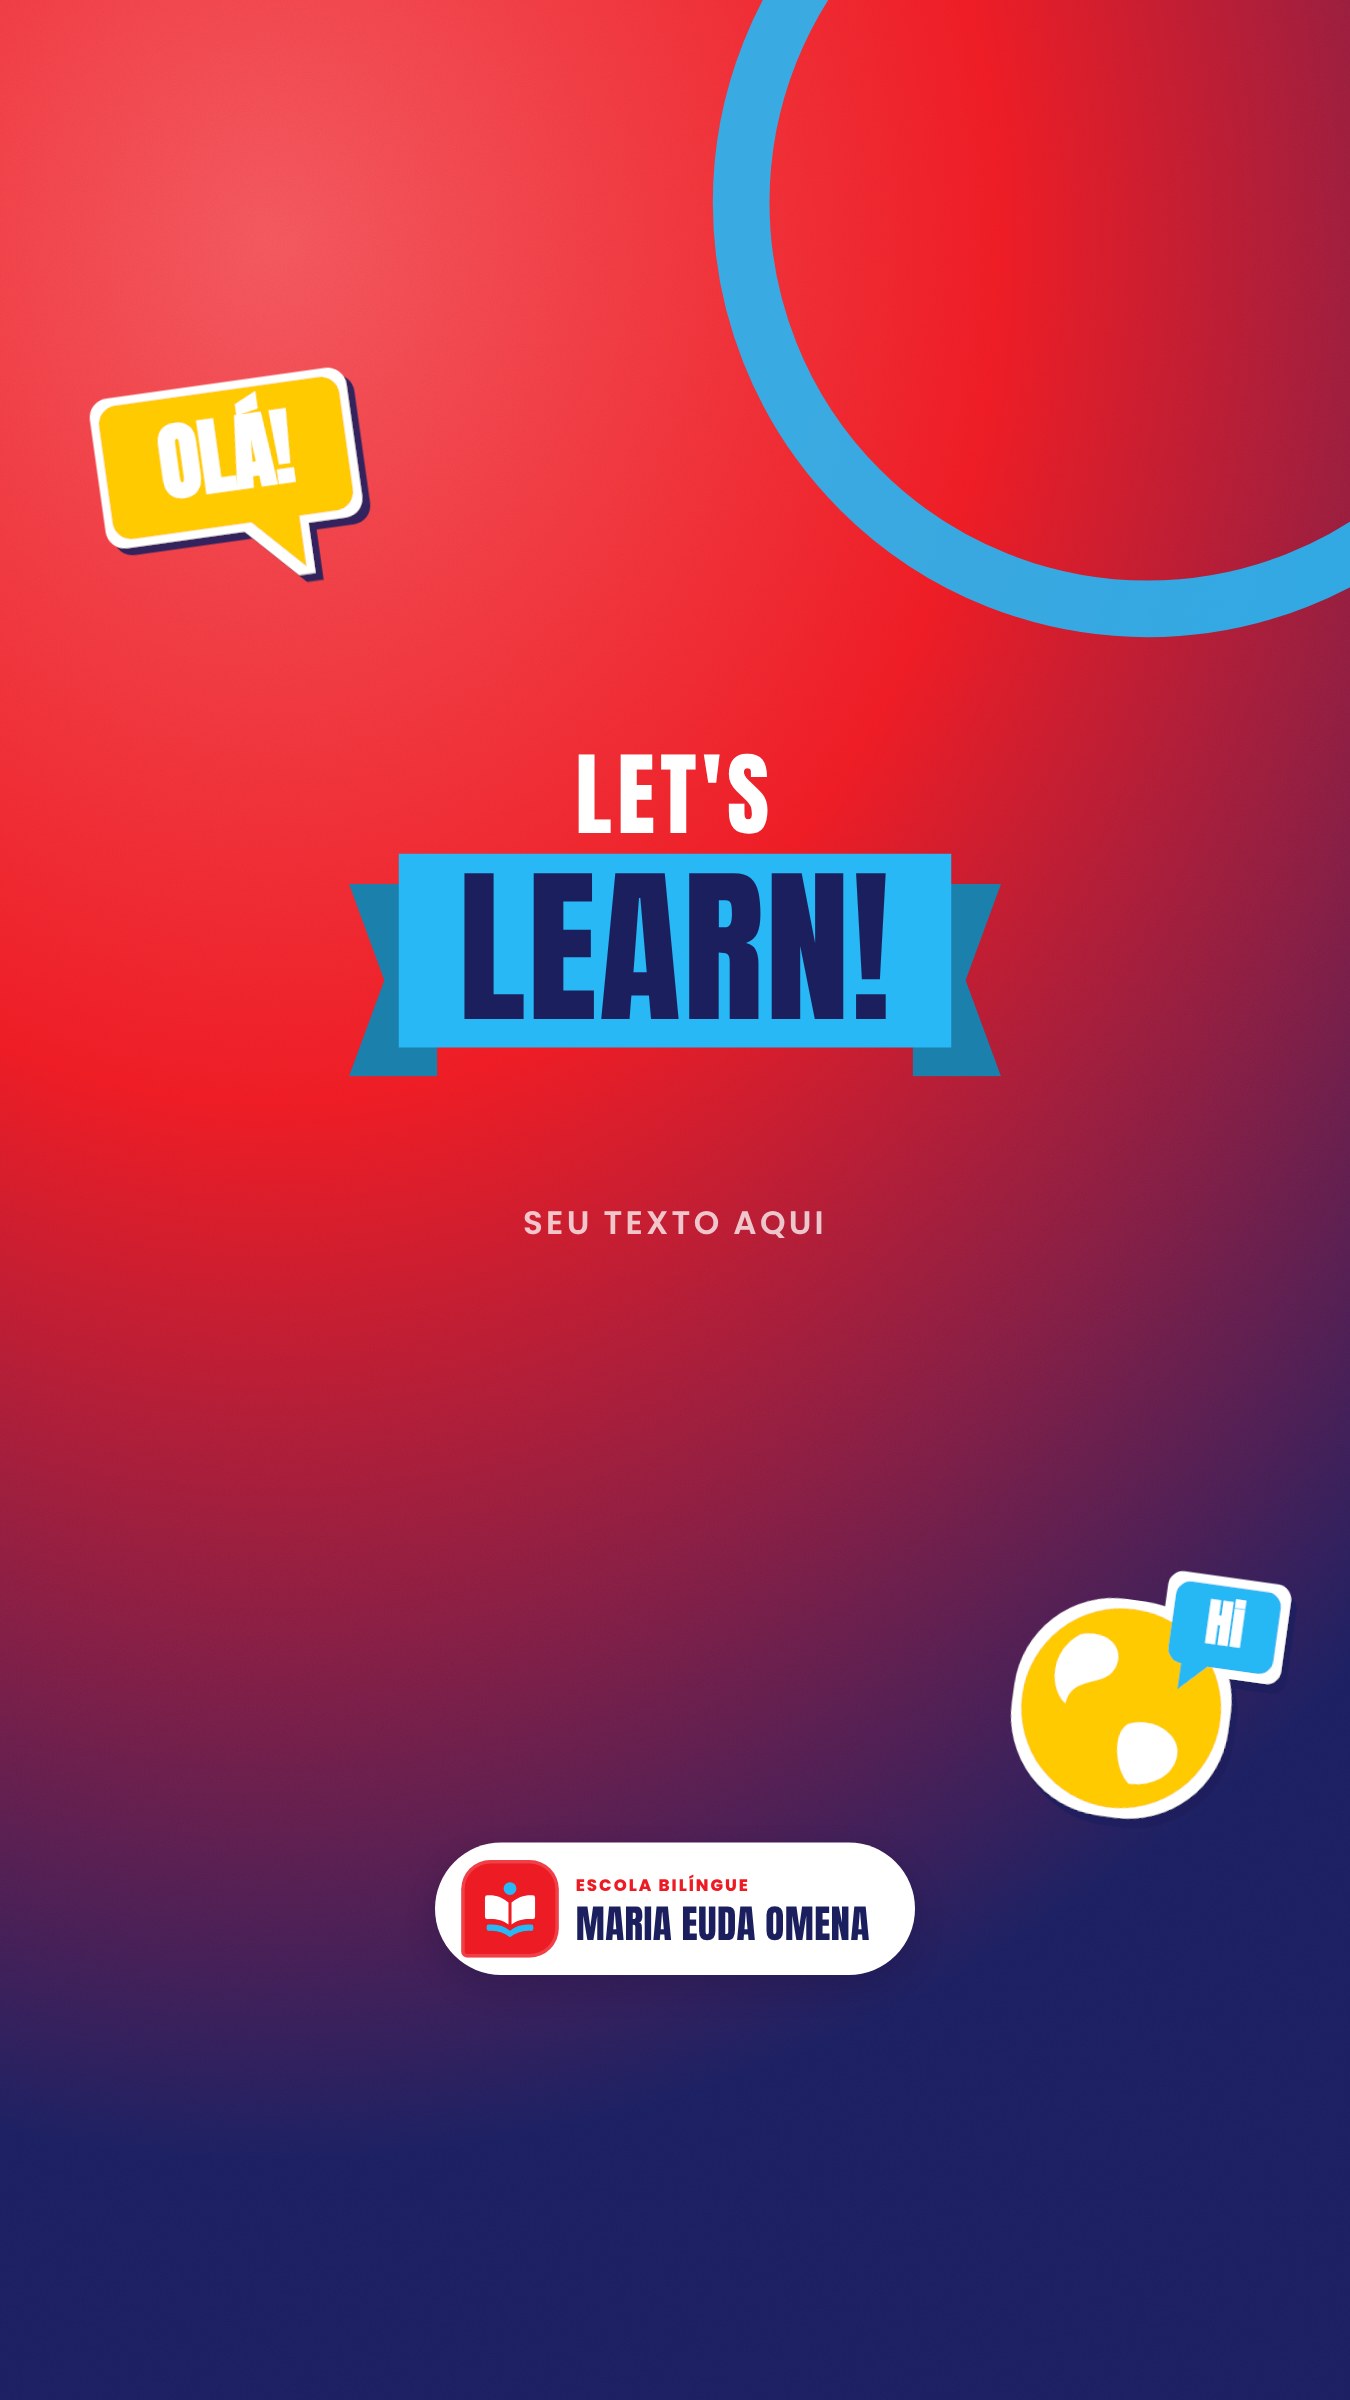 OLÁ!
LET'S
LEARN!
SEU TEXTO AQUI
Hi
ESCOLA BILÍNGUE
MARIA EUDA OMENA